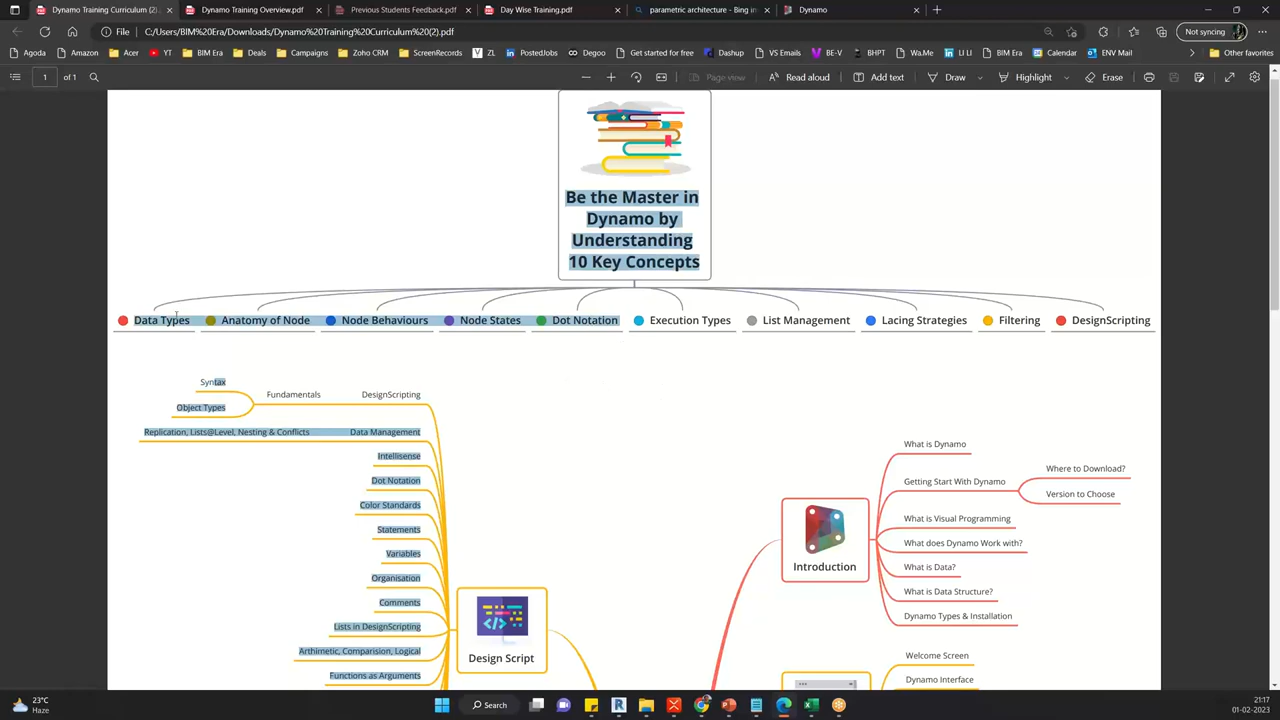 Dynamo Training Curriculum (2).
Dynamo Training Overview.pdf
Previous Students Feedback.pdf
Day Wise Training.pdf
parametric architecture - Bing im
Dynamo
File
C:/Users/BIM%20Era/Downloads/Dynamo%20Training%20Curriculum%20(2).pdf
Not syncing
Agoda
Amazon
Acer
YT
BIM Era
Deals
Campaigns
Zoho CRM
ScreenRecords
ZL
PostedJobs
Degoo
Get started for free
Dashup
VS Emails
BE-V
BHPT
Wa.Me
LI LI
BIM Era
Calendar
ENV Mail
Other favorites
1 of 1
Page view
Read aloud
Add text
Draw
Highlight
Erase
Be the Master in
Dynamo by
Understanding
10 Key Concepts
Data Types
Anatomy of Node
Node Behaviours
Node States
Dot Notation
Execution Types
List Management
Lacing Strategies
Filtering
DesignScripting
Syntax
Object Types
Fundamentals
DesignScripting
Replication, Lists@Level, Nesting & Conflicts
Data Management
Intellisense
Dot Notation
Color Standards
Statements
Variables
Organisation
Comments
Lists in DesignScripting
Arthimetic, Comparision, Logical
Functions as Arguments
Design Script
Introduction
What is Dynamo
Getting Start With Dynamo
Where to Download?
Version to Choose
What is Visual Programming
What does Dynamo Work with?
What is Data?
What is Data Structure?
Dynamo Types & Installation
Welcome Screen
Dynamo Interface
23°C
Haze
Search
21:17
01-02-2023